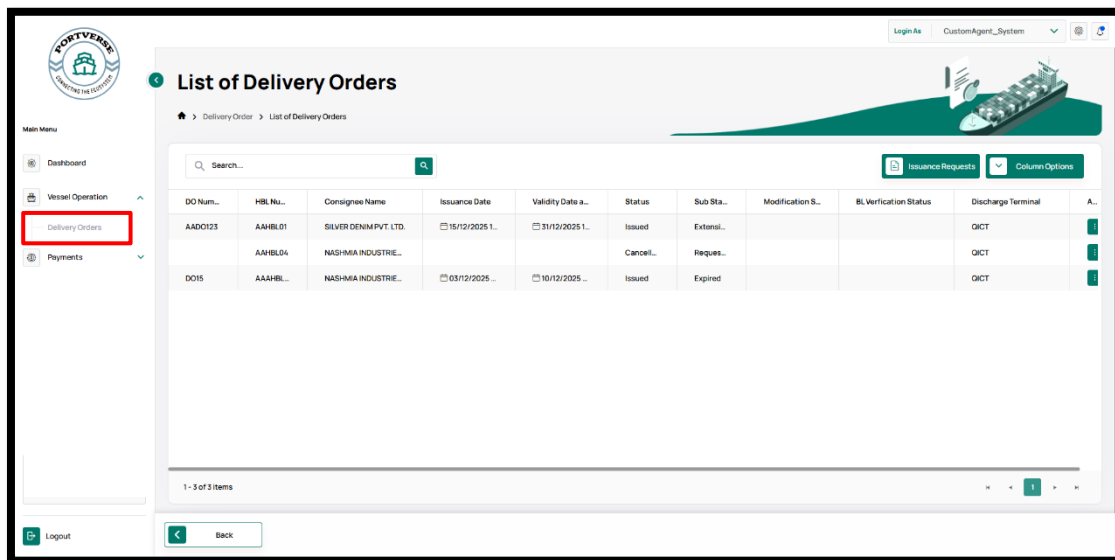 PORTVERSE
CONNECTING THE ECOSYSTEM
Login As CustomAgent_System
List of Delivery Orders
Delivery Order > List of Delivery Orders
Main Menu
Dashboard
Vessel Operation
Delivery Orders
Payments
Search...
Issuance Requests
Column Options
DO Num... HBL Nu... Consignee Name Issuance Date Validity Date a... Status Sub Sta... Modification S... BL Verfication Status Discharge Terminal A...
AADO123 AAHBL01 SILVER DENIM PVT. LTD. 15/12/2025 1... 31/12/2025 1... Issued Extensi... QICT
AAHBL04 NASHMIA INDUSTRIE... Cancell... Reques... QICT
DO15 AAAHBL... NASHMIA INDUSTRIE... 03/12/2025 ... 10/12/2025 ... Issued Expired QICT
1 - 3 of 3 items
1
Logout
Back